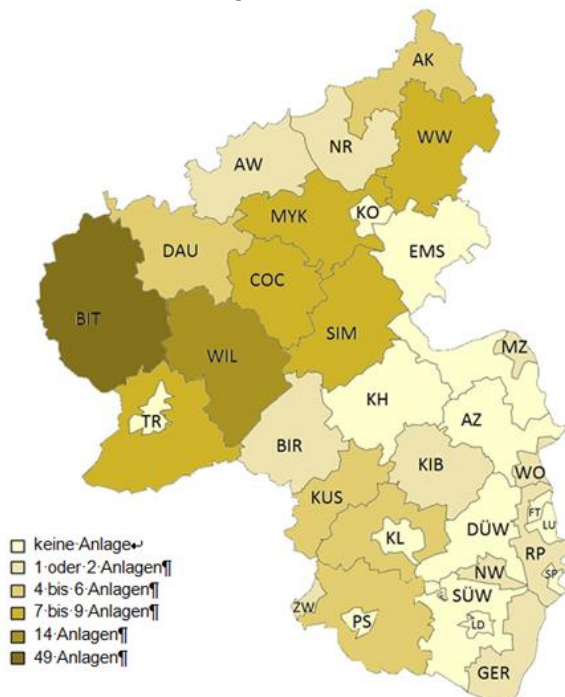 AK
NR
WW
AW
MYK
KO
DAU
EMS
COC
BIT
SIM
WIL
MZ
TR
KH
AZ
BIR
KIB
WO
KUS
FT
LU
KL
DÜW
RP
NW
SP
ZW
SÜW
PS
LD
GER
keine·Anlage↵
1·oder·2·Anlagen¶
4·bis·6·Anlagen¶
7·bis·9·Anlagen¶
14·Anlagen¶
49·Anlagen¶